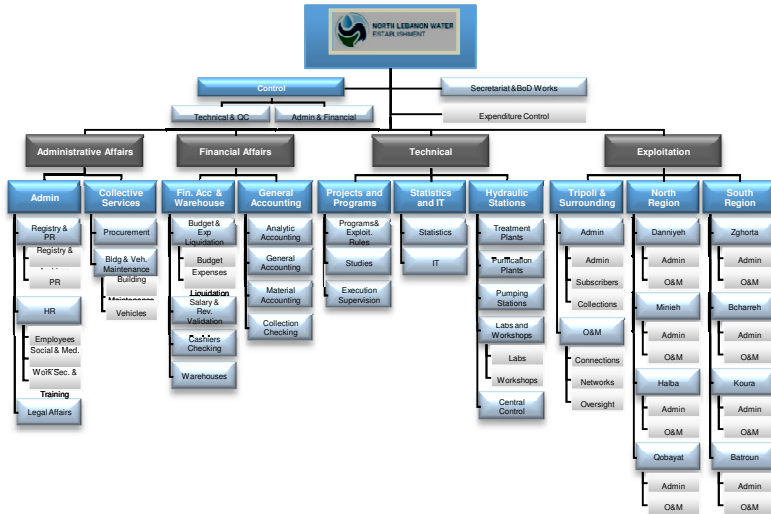 NORTH LEBANON WATER
ESTABLISHMENT
Control
Secretariat &BoD Works
Technical & QC
Admin & Financial
Expenditure Control
Administrative Affairs
Financial Affairs
Technical
Exploitation
Admin
Collective
Services
Fin. Acc &
Warehouse
General
Accounting
Projects and
Programs
Statistics
and IT
Hydraulic
Stations
Tripoli &
Surrounding
North
Region
South
Region
Registry &
PR
Registry &
PR
HR
Employees
Social & Med.
Work Sec. &
Training
Legal Affairs
Procurement
Bldg & Veh.
Maintenance
Building
Maintenance
Vehicles
Budget &
Exp
Liquidation
Budget
Expenses
Liquidation
Salary &
Rev.
Validation
Cashiers
Checking
Warehouses
Analytic
Accounting
General
Accounting
Material
Accounting
Collection
Checking
Programs&
Exploit.
Rules
Studies
Execution
Supervision
Statistics
IT
Treatment
Plants
Purification
Plants
Pumping
Stations
Labs and
Workshops
Labs
Workshops
Central
Control
Admin
Admin
Subscribers
Collections
O&M
Connections
Networks
Oversight
Danniyeh
Admin
O&M
Minieh
Admin
O&M
Halba
Admin
O&M
Qobayat
Admin
O&M
Zghorta
Admin
O&M
Bcharreh
Admin
O&M
Koura
Admin
O&M
Batroun
Admin
O&M